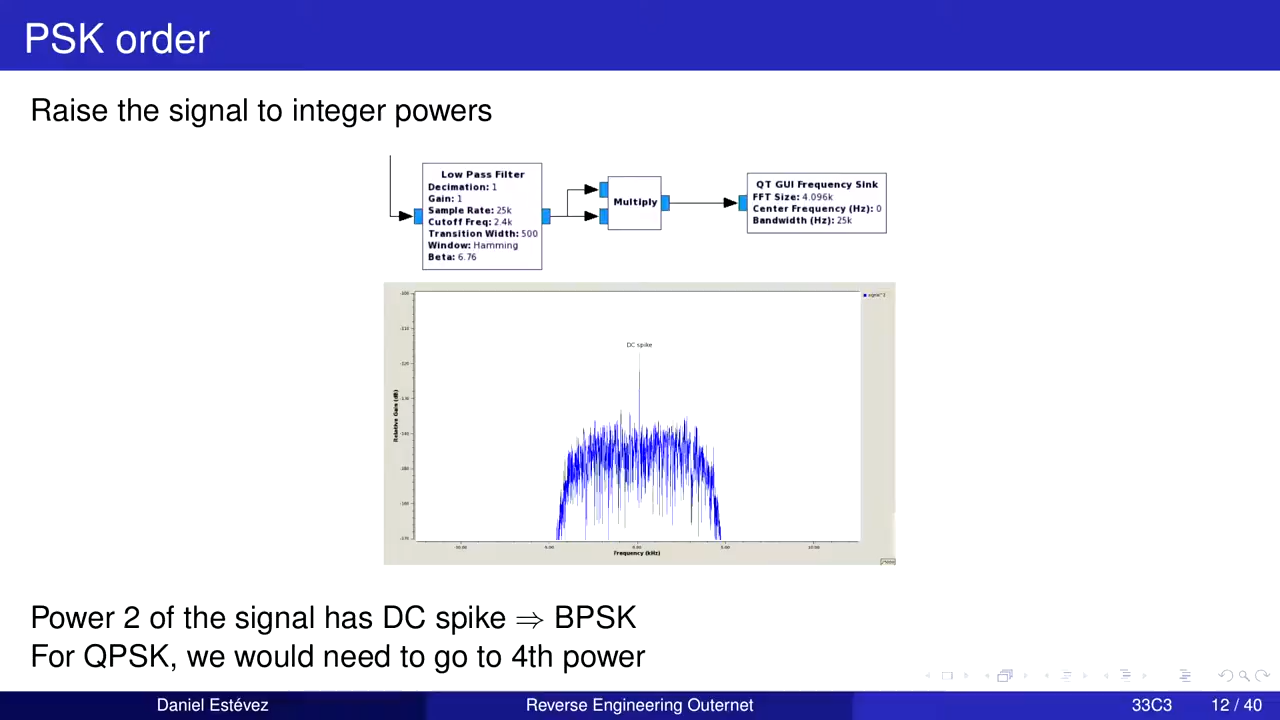 PSK order
Raise the signal to integer powers
Low Pass Filter
Decimation: 1
Gain: 1
Sample Rate: 25k
Cutoff Freq: 2.4k
Transition Width: 500
Window: Hamming
Beta: 6.76
Multiply
QT GUI Frequency Sink
FFT Size: 4.096k
Center Frequency (Hz): 0
Bandwidth (Hz): 25k
DC spike
Relative Gain (dB)
-110
-120
-130
-140
Frequency (kHz)
Power 2 of the signal has DC spike ⇒ BPSK
For QPSK, we would need to go to 4th power
Daniel Estévez
Reverse Engineering Outernet
33C3
12 / 40